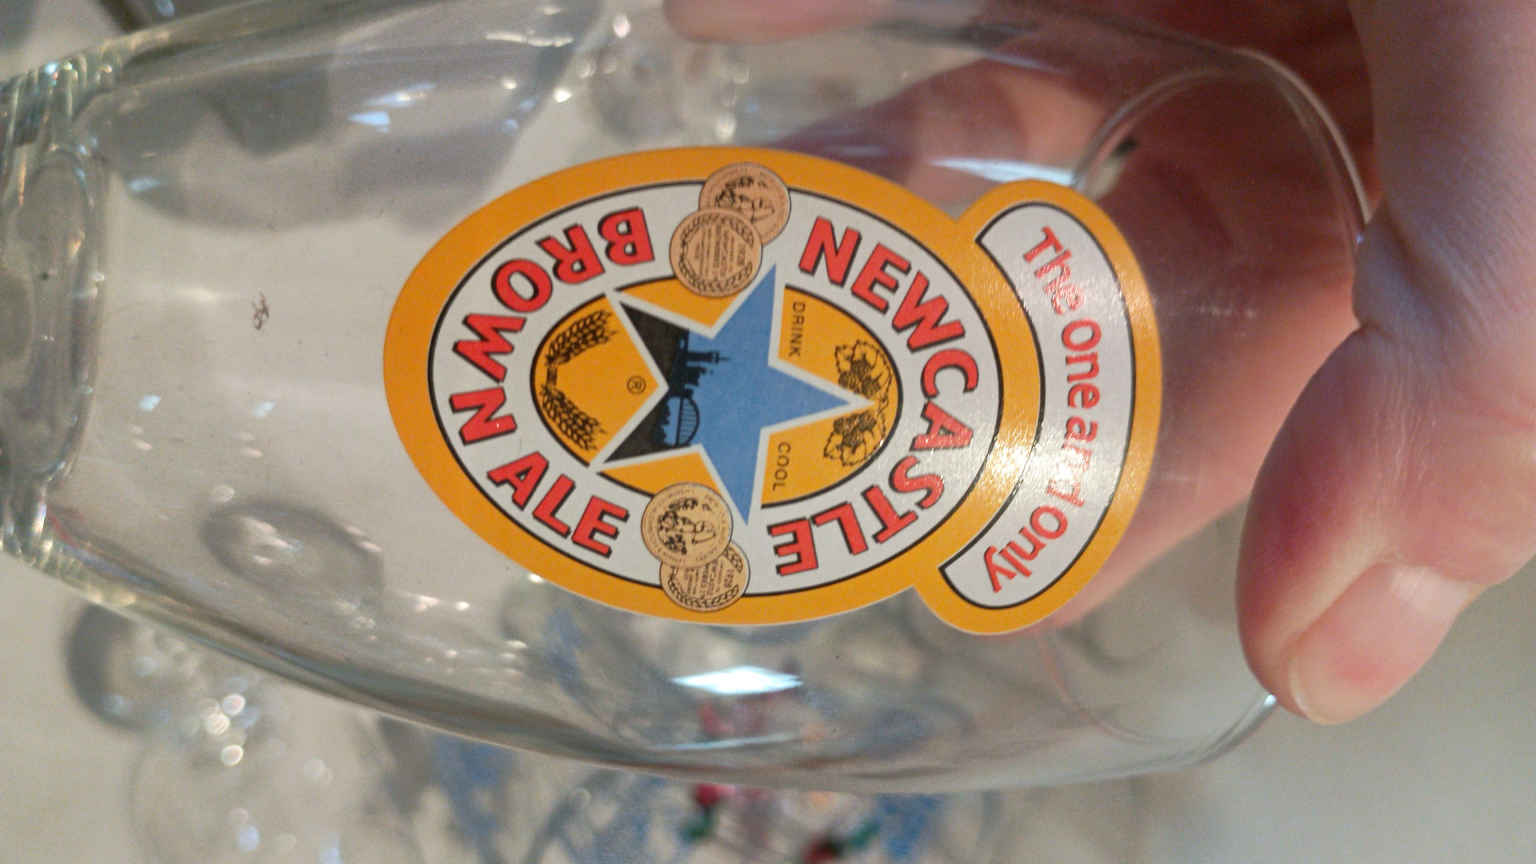 The One and Only
NEWCASTLE
DRINK COOL
®
BROWN ALE